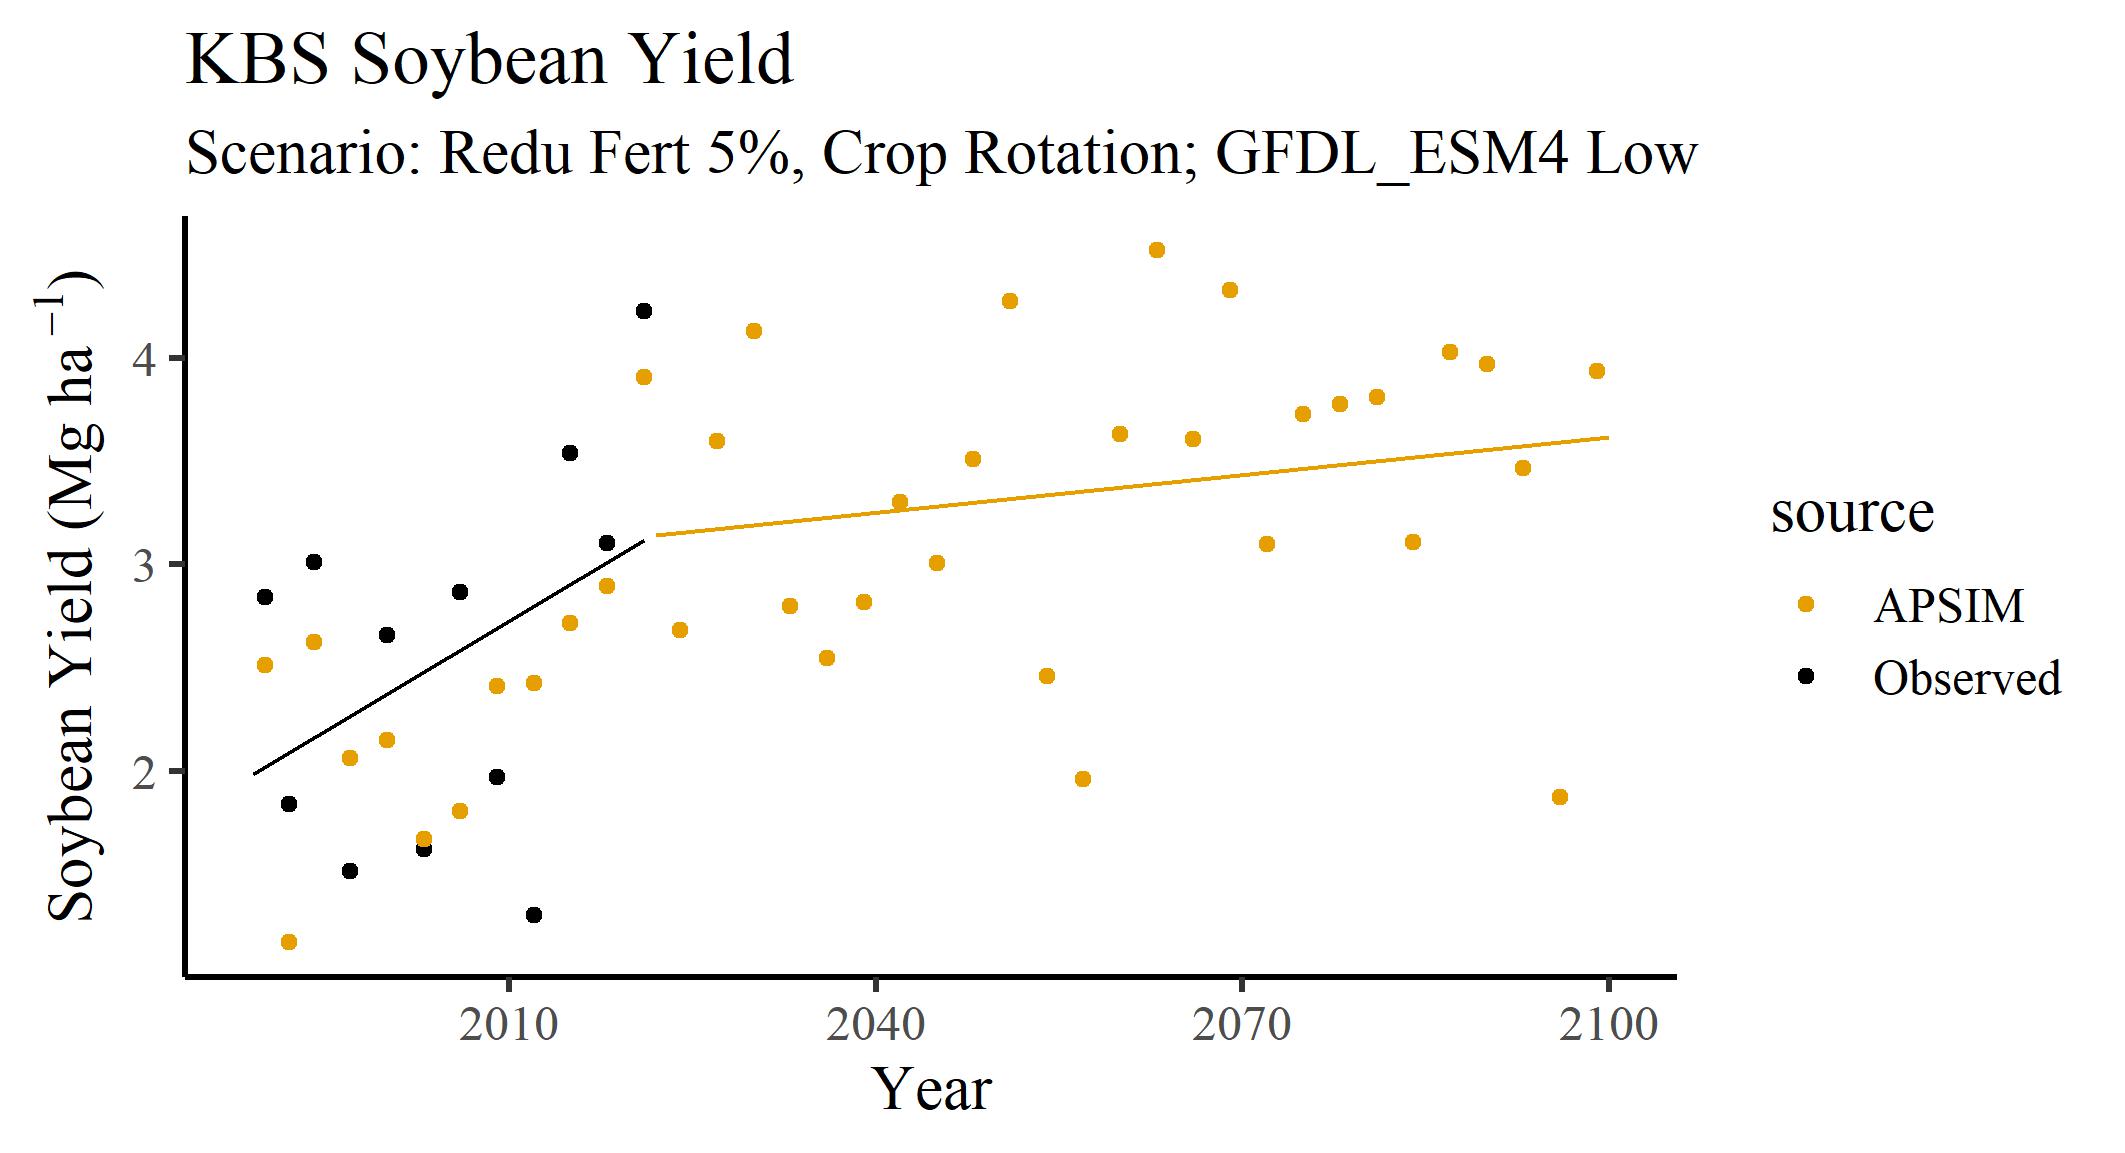 KBS Soybean Yield
Scenario: Redu Fert 5%, Crop Rotation; GFDL_ESM4 Low
Soybean Yield (Mg ha⁻¹)
4
3
2
2010 2040 2070 2100
Year
source
APSIM
Observed